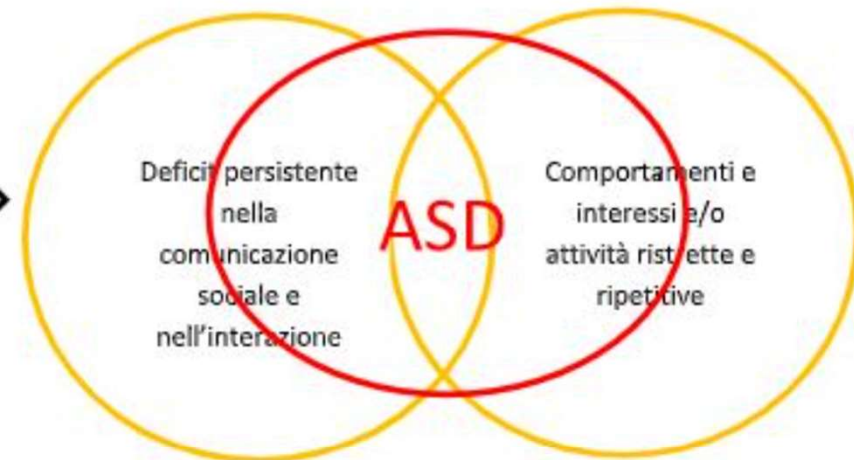 Deficit persistente
nella
comunicazione
sociale e
nell'interazione
ASD
Comportamenti e
interessi e/o
attività ristrette e
ripetitive